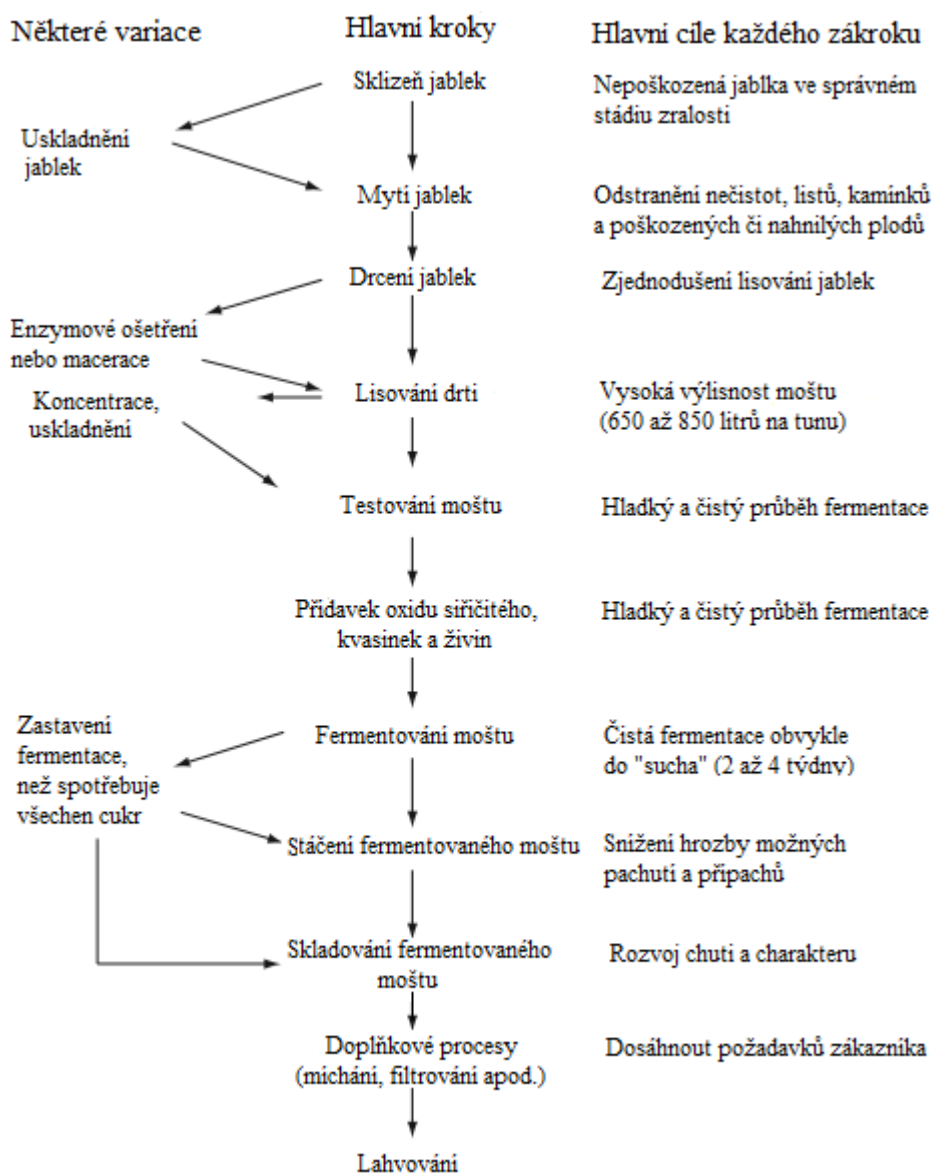 Některé variace
Hlavní kroky
Hlavní cíle každého zákroku
Sklizeň jablek
Nepoškozená jablka ve správném
stádiu zralosti
Uskladnění
jablek
Mytí jablek
Odstranění nečistot, listů, kamínků
a poškozených či nahnilých plodů
Drcení jablek
Zjednodušení lisování jablek
Enzymové ošetření
nebo macerace
Lisování drti
Vysoká výlisnost moštu
(650 až 850 litrů na tunu)
Koncentrace,
uskladnění
Testování moštu
Hladký a čistý průběh fermentace
Přídavek oxidu siřičitého,
kvasinek a živin
Hladký a čistý průběh fermentace
Zastavení
fermentace,
než spotřebuje
všechen cukr
Fermentování moštu
Čistá fermentace obvykle
do "sucha" (2 až 4 týdny)
Stáčení fermentovaného moštu
Snížení hrozby možných
pachutí a přípachů
Skladování fermentovaného
moštu
Rozvoj chuti a charakteru
Doplňkové procesy
(míchání, filtrování apod.)
Dosáhnout požadavků zákazníka
Lahvování